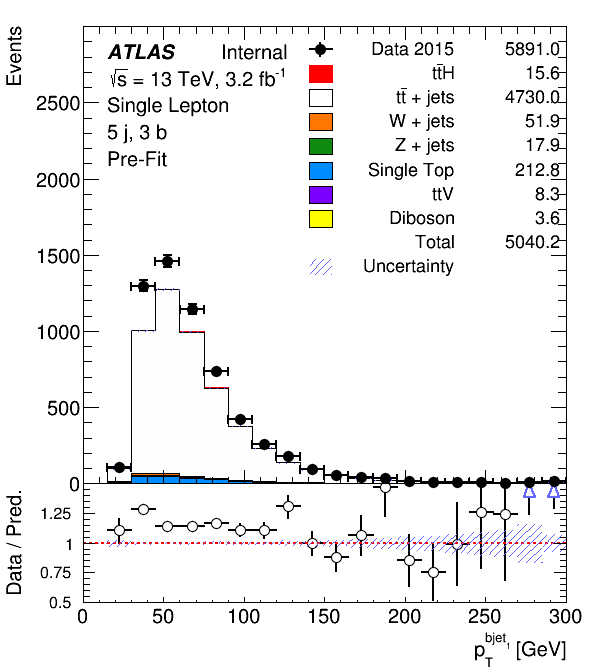 Events
ATLAS Internal
√s = 13 TeV, 3.2 fb⁻¹
Single Lepton
5 j, 3 b
Pre-Fit
Data 2015 5891.0
tt̄H 15.6
tt̄ + jets 4730.0
W + jets 51.9
Z + jets 17.9
Single Top 212.8
ttV 8.3
Diboson 3.6
Total 5040.2
Uncertainty
2500
2000
1500
1000
500
0
Data / Pred.
1.25
1
0.75
0.5
0 50 100 150 200 250 300
p_T^bjet, [GeV]